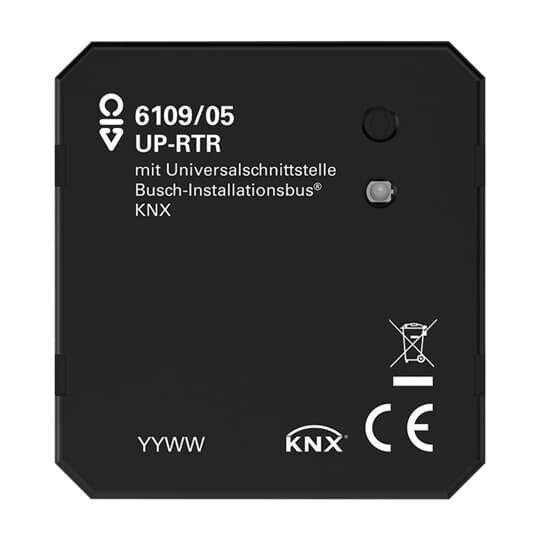 6109/05
UP-RTR
mit Universalschnittstelle
Busch-Installationsbus®
KNX
YYWW
KNX®
CE